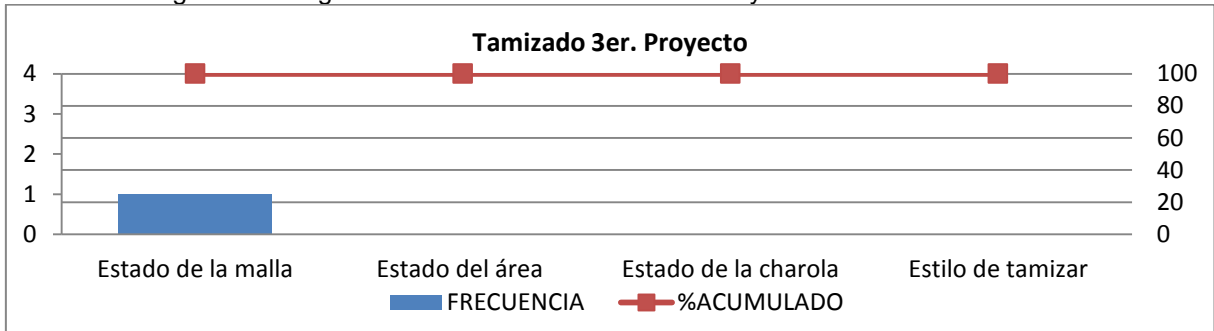 Tamizado 3er. Proyecto
4
3
2
1
0
100
80
60
40
20
0
Estado de la malla
Estado del área
Estado de la charola
Estilo de tamizar
FRECUENCIA
%ACUMULADO